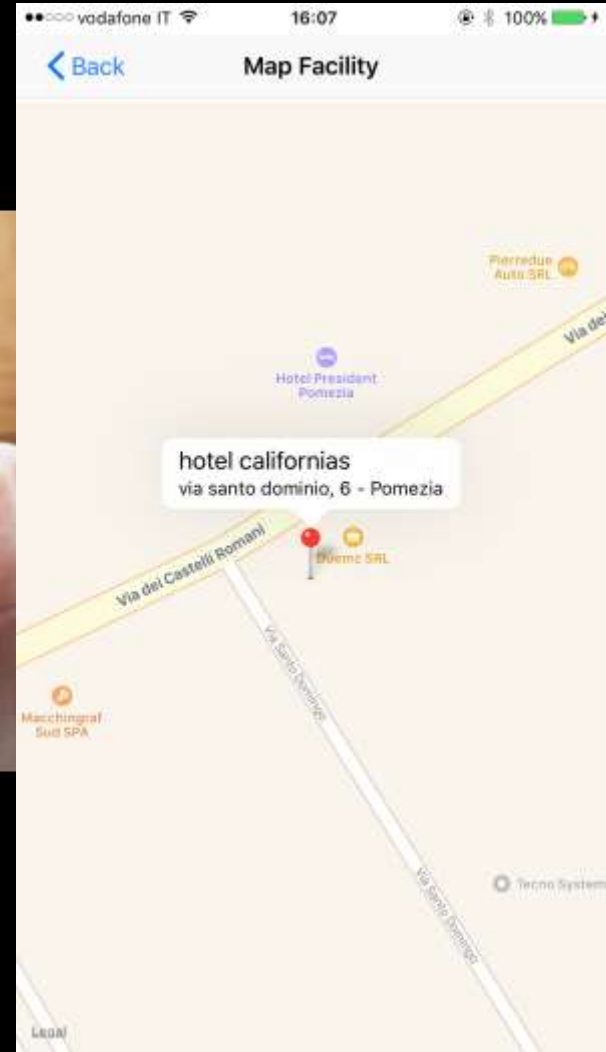 vodafone IT 16:07 100%
Back Map Facility
Pierredue
Auto SRL
Via dei
Hotel President
Pomezia
hotel californias
via santo dominio, 6 - Pomezia
Via dei Castelli Romani
Dueme SRL
Via Santo Domingo
Macchingraf
Sud SPA
Via Santo Domingo
Tecno System
Legal